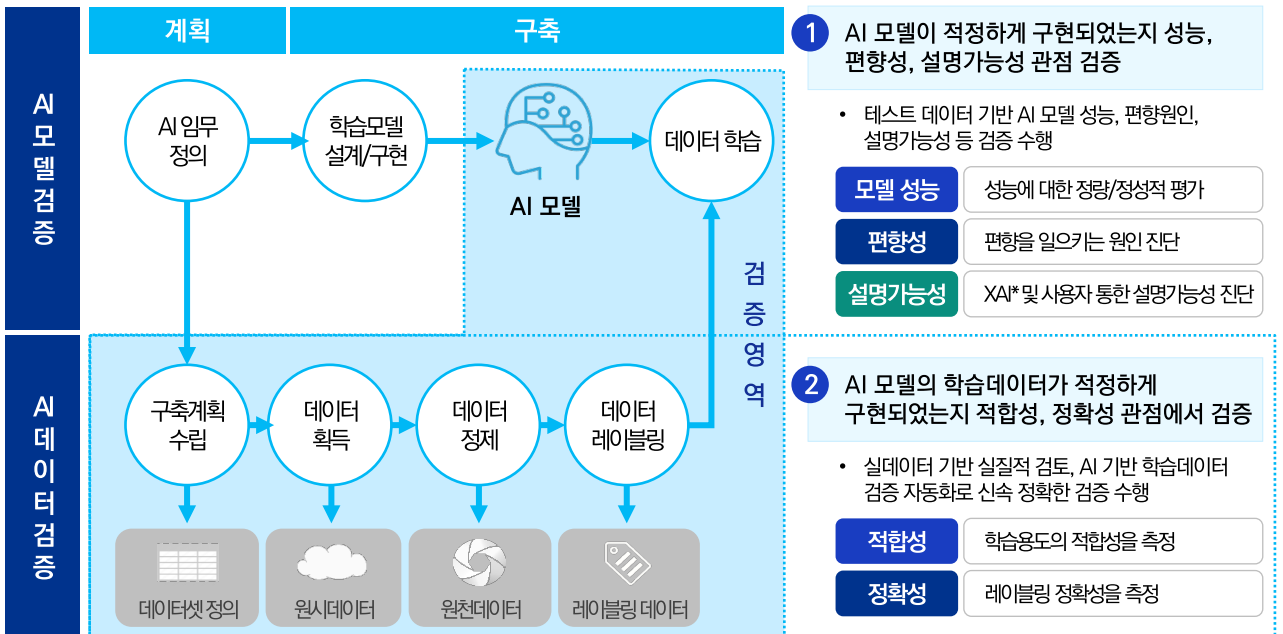 계획
구축
AI 모델검증
AI 임무
정의
학습모델
설계/구현
AI 모델
데이터 학습
검증영역
AI 데이터검증
구축계획
수립
데이터
획득
데이터
정제
데이터
레이블링
데이터셋 정의
원시데이터
원천데이터
레이블링 데이터
1
AI 모델이 적정하게 구현되었는지 성능,
편향성, 설명가능성 관점 검증
• 테스트 데이터 기반 AI 모델 성능, 편향원인,
설명가능성 등 검증 수행
모델 성능
성능에 대한 정량/정성적 평가
편향성
편향을 일으키는 원인 진단
설명가능성
XAI* 및 사용자 통한 설명가능성 진단
2
AI 모델의 학습데이터가 적정하게
구현되었는지 적합성, 정확성 관점에서 검증
• 실데이터 기반 실질적 검토, AI 기반 학습데이터
검증 자동화로 신속 정확한 검증 수행
적합성
학습용도의 적합성을 측정
정확성
레이블링 정확성을 측정